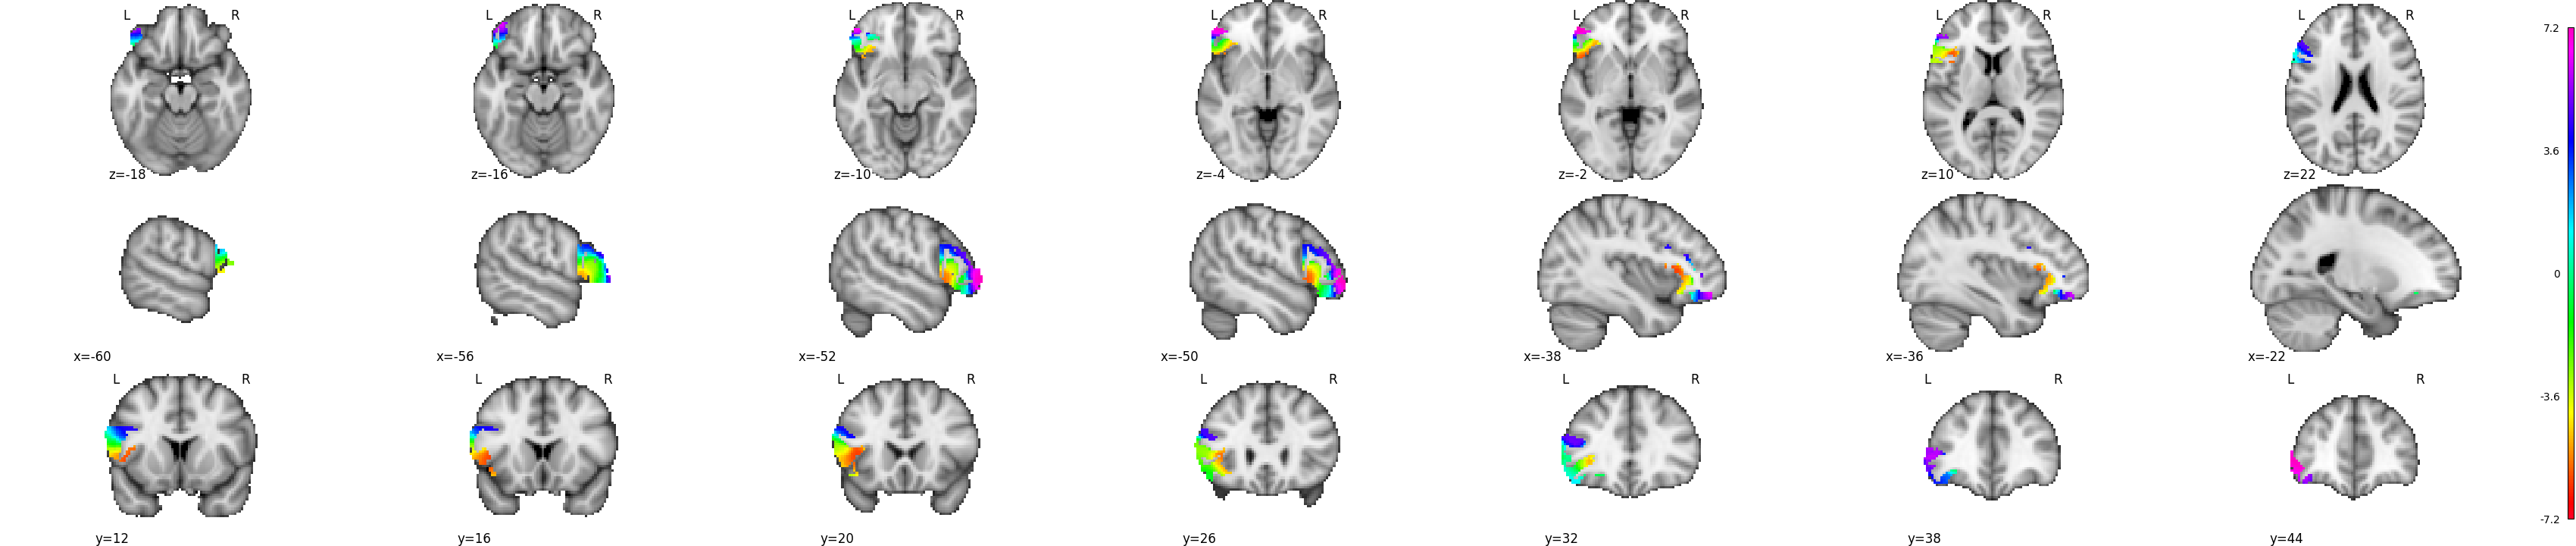 L R L R L R L R L R L R L R
7.2
3.6
0
-3.6
-7.2
z=-18 z=-16 z=-10 z=-4 z=-2 z=10 z=22
x=-60 x=-56 x=-52 x=-50 x=-38 x=-36 x=-22
L R L R L R L R L R L R L R
y=12 y=16 y=20 y=26 y=32 y=38 y=44